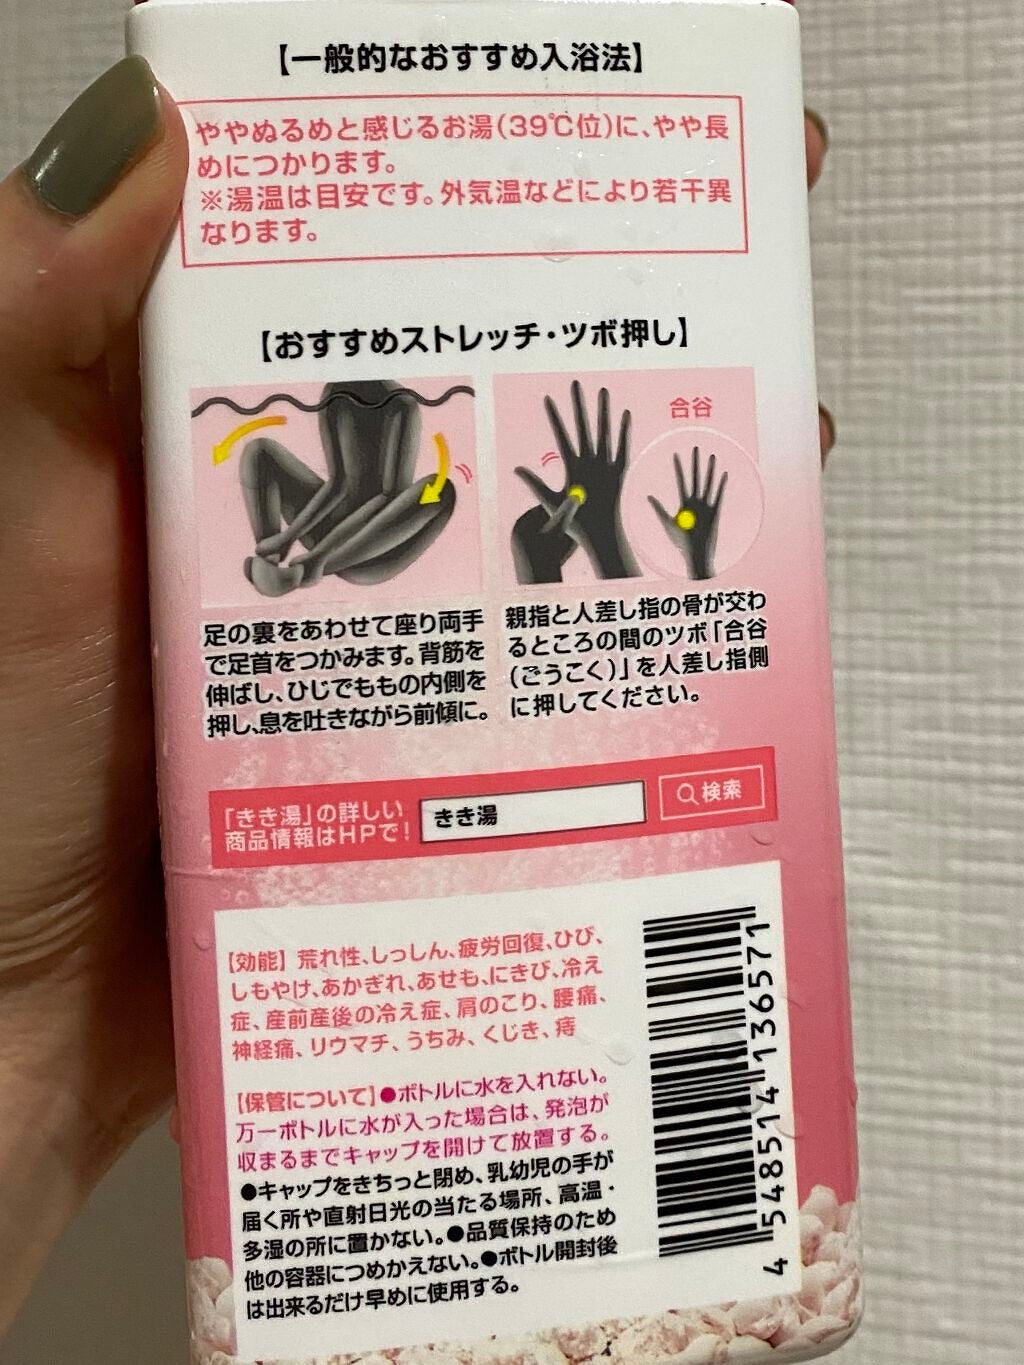 【一般的なおすすめ入浴法】
ややぬるめと感じるお湯(39℃位)に、やや長
めにつかります。
※湯温は目安です。外気温などにより若干異
なります。
【おすすめストレッチ・ツボ押し】
合谷
足の裏をあわせて座り両手
で足首をつかみます。背筋を
伸ばし、ひじでももの内側を
押し、息を吐きながら前傾に。
親指と人差し指の骨が交わ
るところの間のツボ「合谷
(ごうこく)」を人差し指側
に押してください。
「きき湯」の詳しい
商品情報はHPで!
きき湯
検索
【効能】荒れ性、しっしん、疲労回復、ひび、
しもやけ、あかぎれ、あせも、にきび、冷え
症、産前産後の冷え症、肩のこり、腰痛、
神経痛、リウマチ、うちみ、くじき、痔
【保管について】●ボトルに水を入れない。
万一ボトルに水が入った場合は、発泡が
収まるまでキャップを開けて放置する。
●キャップをきちっと閉め、乳幼児の手が
届く所や直射日光の当たる場所、高温・
多湿の所に置かない。●品質保持のため
他の容器につめかえない。●ボトル開封後
は出来るだけ早めに使用する。
4 548514 136571